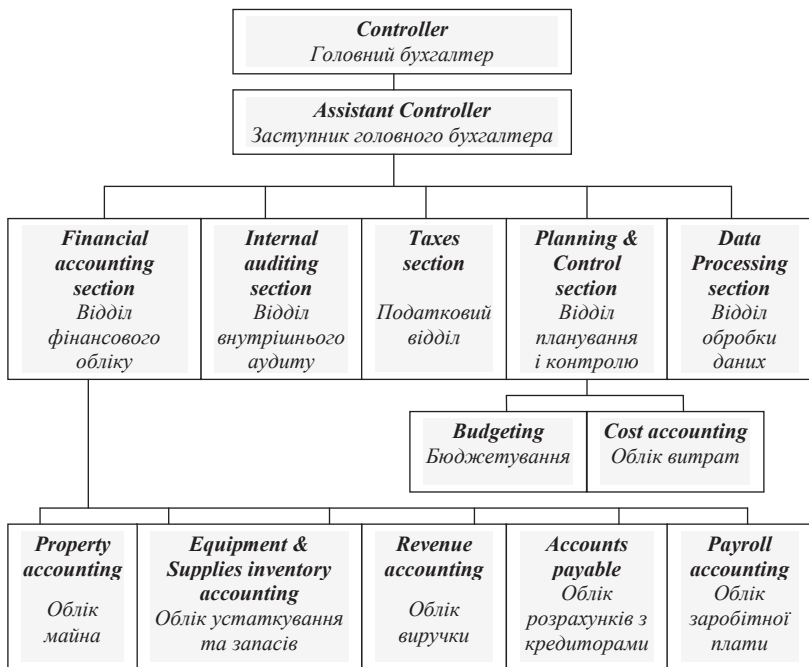 Controller
Головний бухгалтер
Assistant Controller
Заступник головного бухгалтера
Financial
accounting
section
Відділ
фінансового
обліку
Internal
auditing
section
Відділ
внутрішнього
аудиту
Taxes
section
Податковий
відділ
Planning &
Control
section
Відділ
планування
і контролю
Data
Processing
section
Відділ
обробки
даних
Budgeting
Бюджетування
Cost accounting
Облік витрат
Property
accounting
Облік
майна
Equipment &
Supplies inventory
accounting
Облік устаткування
та запасів
Revenue
accounting
Облік
виручки
Accounts
payable
Облік
розрахунків з
кредиторами
Payroll
accounting
Облік
заробітної
плати